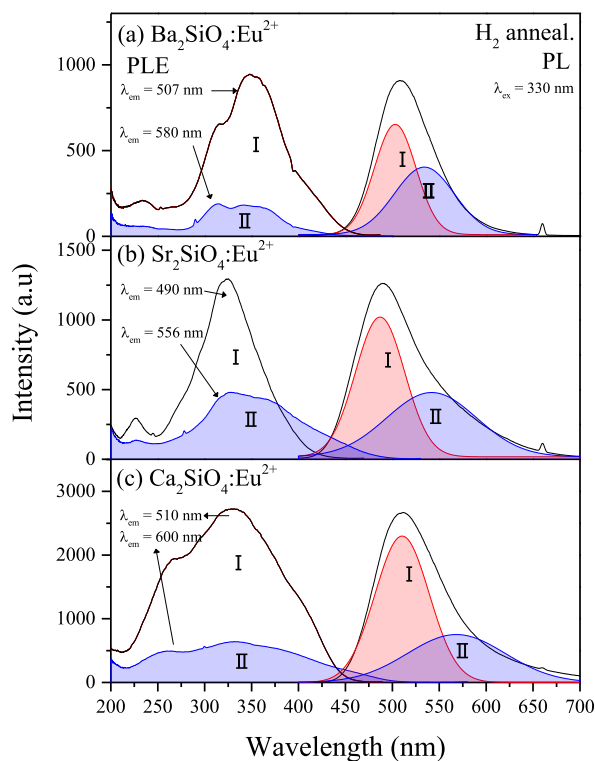 (a) Ba2SiO4:Eu2+
H2 anneal.
PLE
PL
λem = 507 nm
λex = 330 nm
λem = 580 nm
I
II
I
II
1000
500
0
(b) Sr2SiO4:Eu2+
λem = 490 nm
λem = 556 nm
I
II
I
II
1500
1000
500
0
(c) Ca2SiO4:Eu2+
λem = 510 nm
λem = 600 nm
I
II
I
II
3000
2000
1000
0
Intensity (a.u)
200 250 300 350 400 450 500 550 600 650 700
Wavelength (nm)